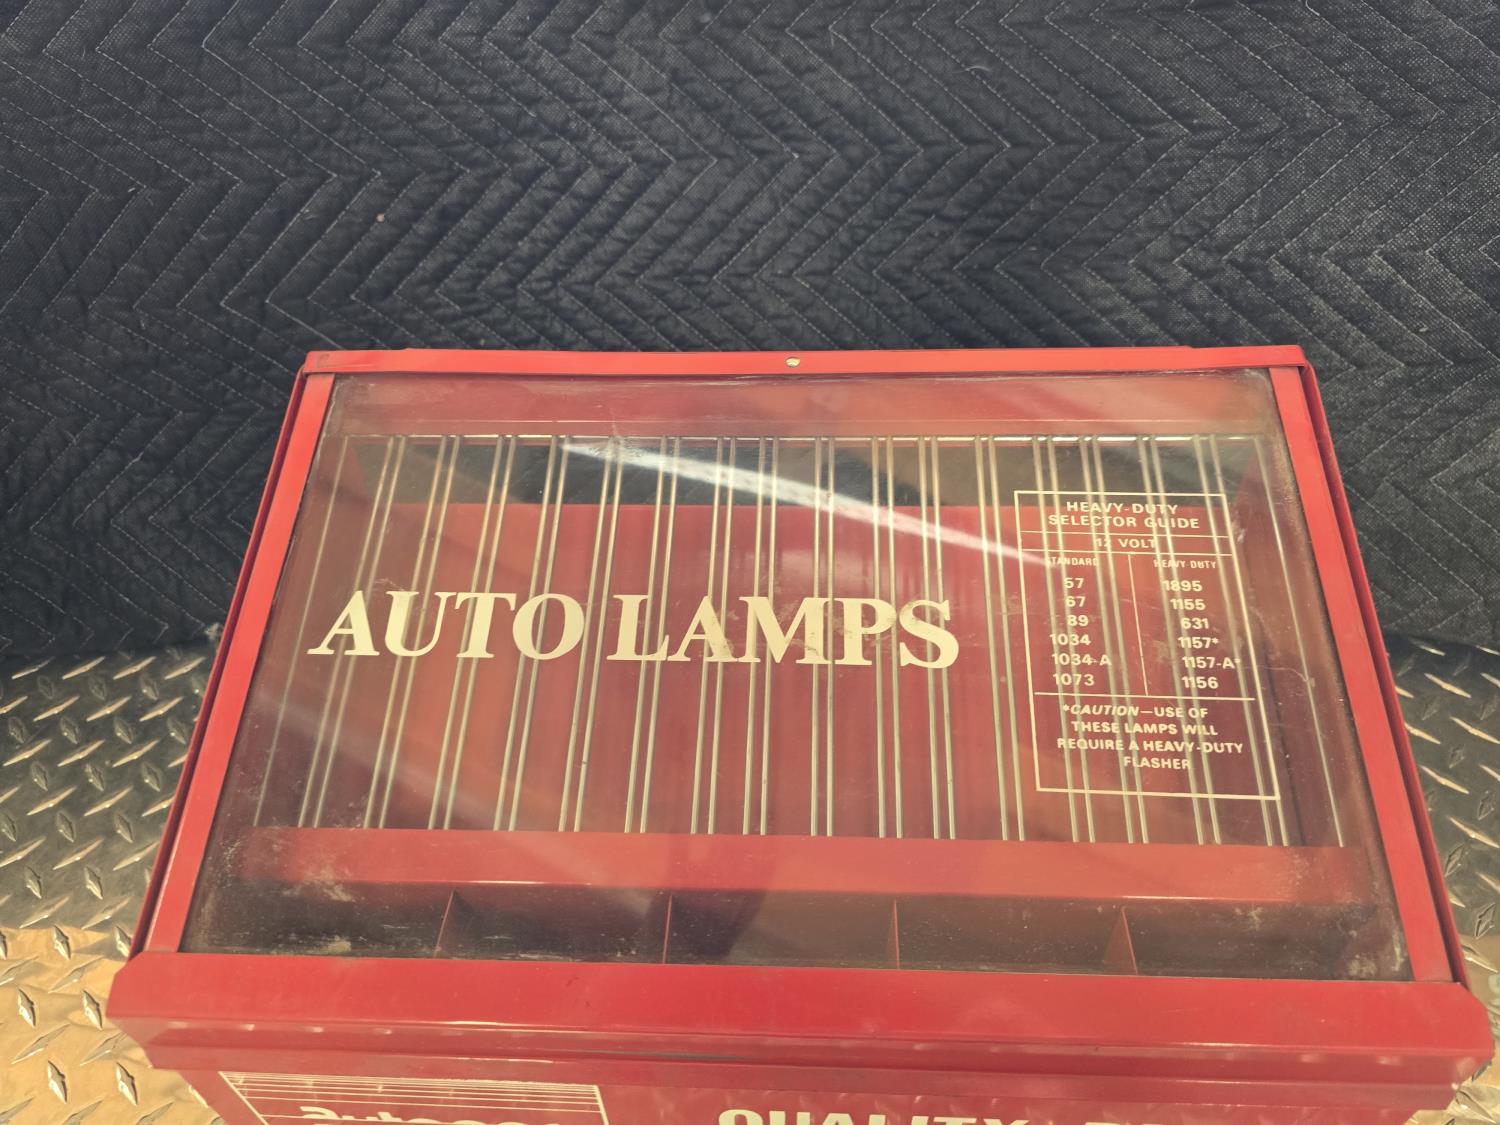 AUTO LAMPS
HEAVY-DUTY
SELECTOR GUIDE
12 VOLT
STANDARD HEAVY-DUTY
57 1895
67 1155
89 631
1034 1157*
1034-A 1157-A*
1073 1156
*CAUTION—USE OF
THESE LAMPS WILL
REQUIRE A HEAVY-DUTY
FLASHER
QUALITY